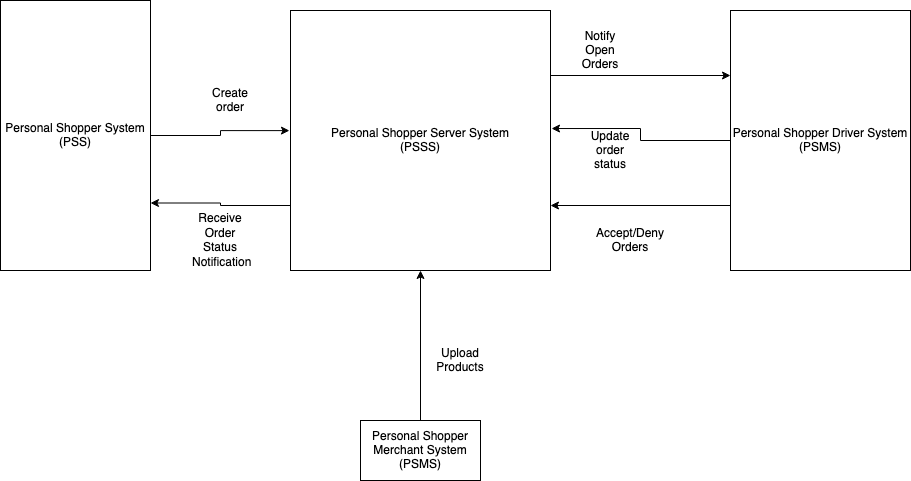 Notify
Open
Orders
Create
order
Personal Shopper System
(PSS)
Personal Shopper Server System
(PSSS)
Update
order
status
Personal Shopper Driver System
(PSMS)
Receive
Order
Status
Notification
Accept/Deny
Orders
Upload
Products
Personal Shopper
Merchant System
(PSMS)